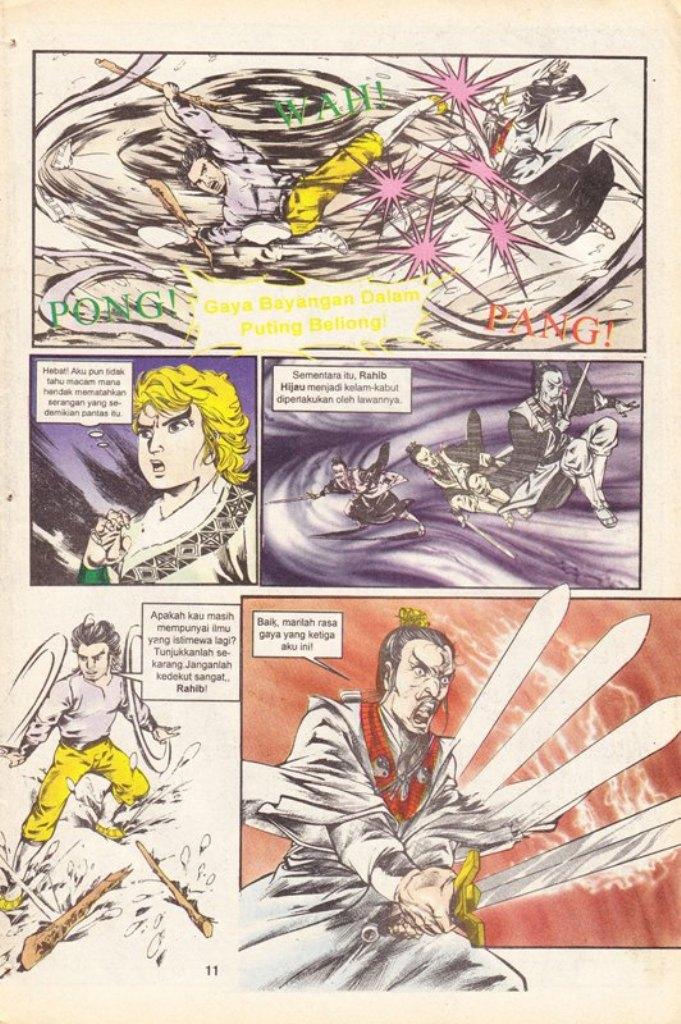 WAH!
PONG!
Gaya Bayangan Dalam
Puting Beliong!
PANG!
Hebat! Aku pun tidak
tahu macam mana
hendak mematahkan
serangan yang se-
demikian pantas itu.
Sementara itu, Rahib
Hijau menjadi kelam-kabut
diperlakukan oleh lawannya.
Apakah kau masih
mempunyai ilmu
yang istimewa lagi?
Tunjukkanlah se-
karang.Janganlah
kedekut sangat,,
Rahib!
Baik, marilah rasa
gaya yang ketiga
aku ini!
11